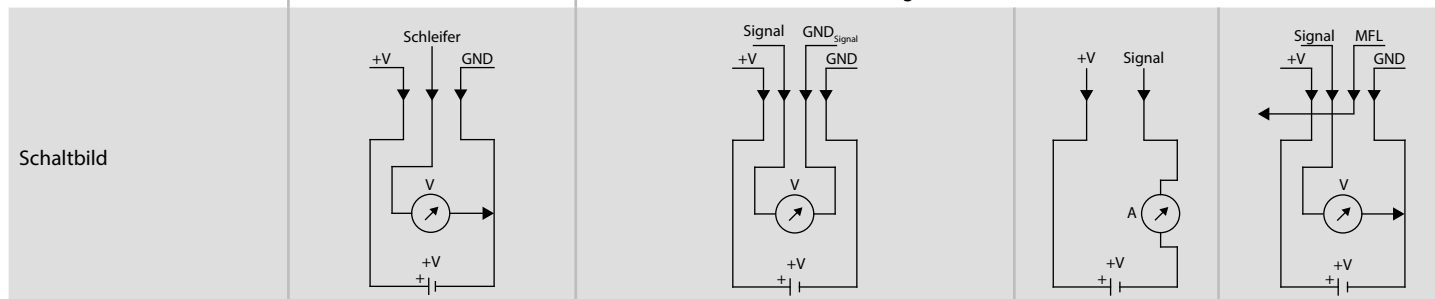 Schaltbild
Schleifer
+V GND
V
+V
+
Signal GND Signal
+V GND
V
+V
+
+V Signal
A
+V
+
Signal MFL
+V GND
V
+V
+